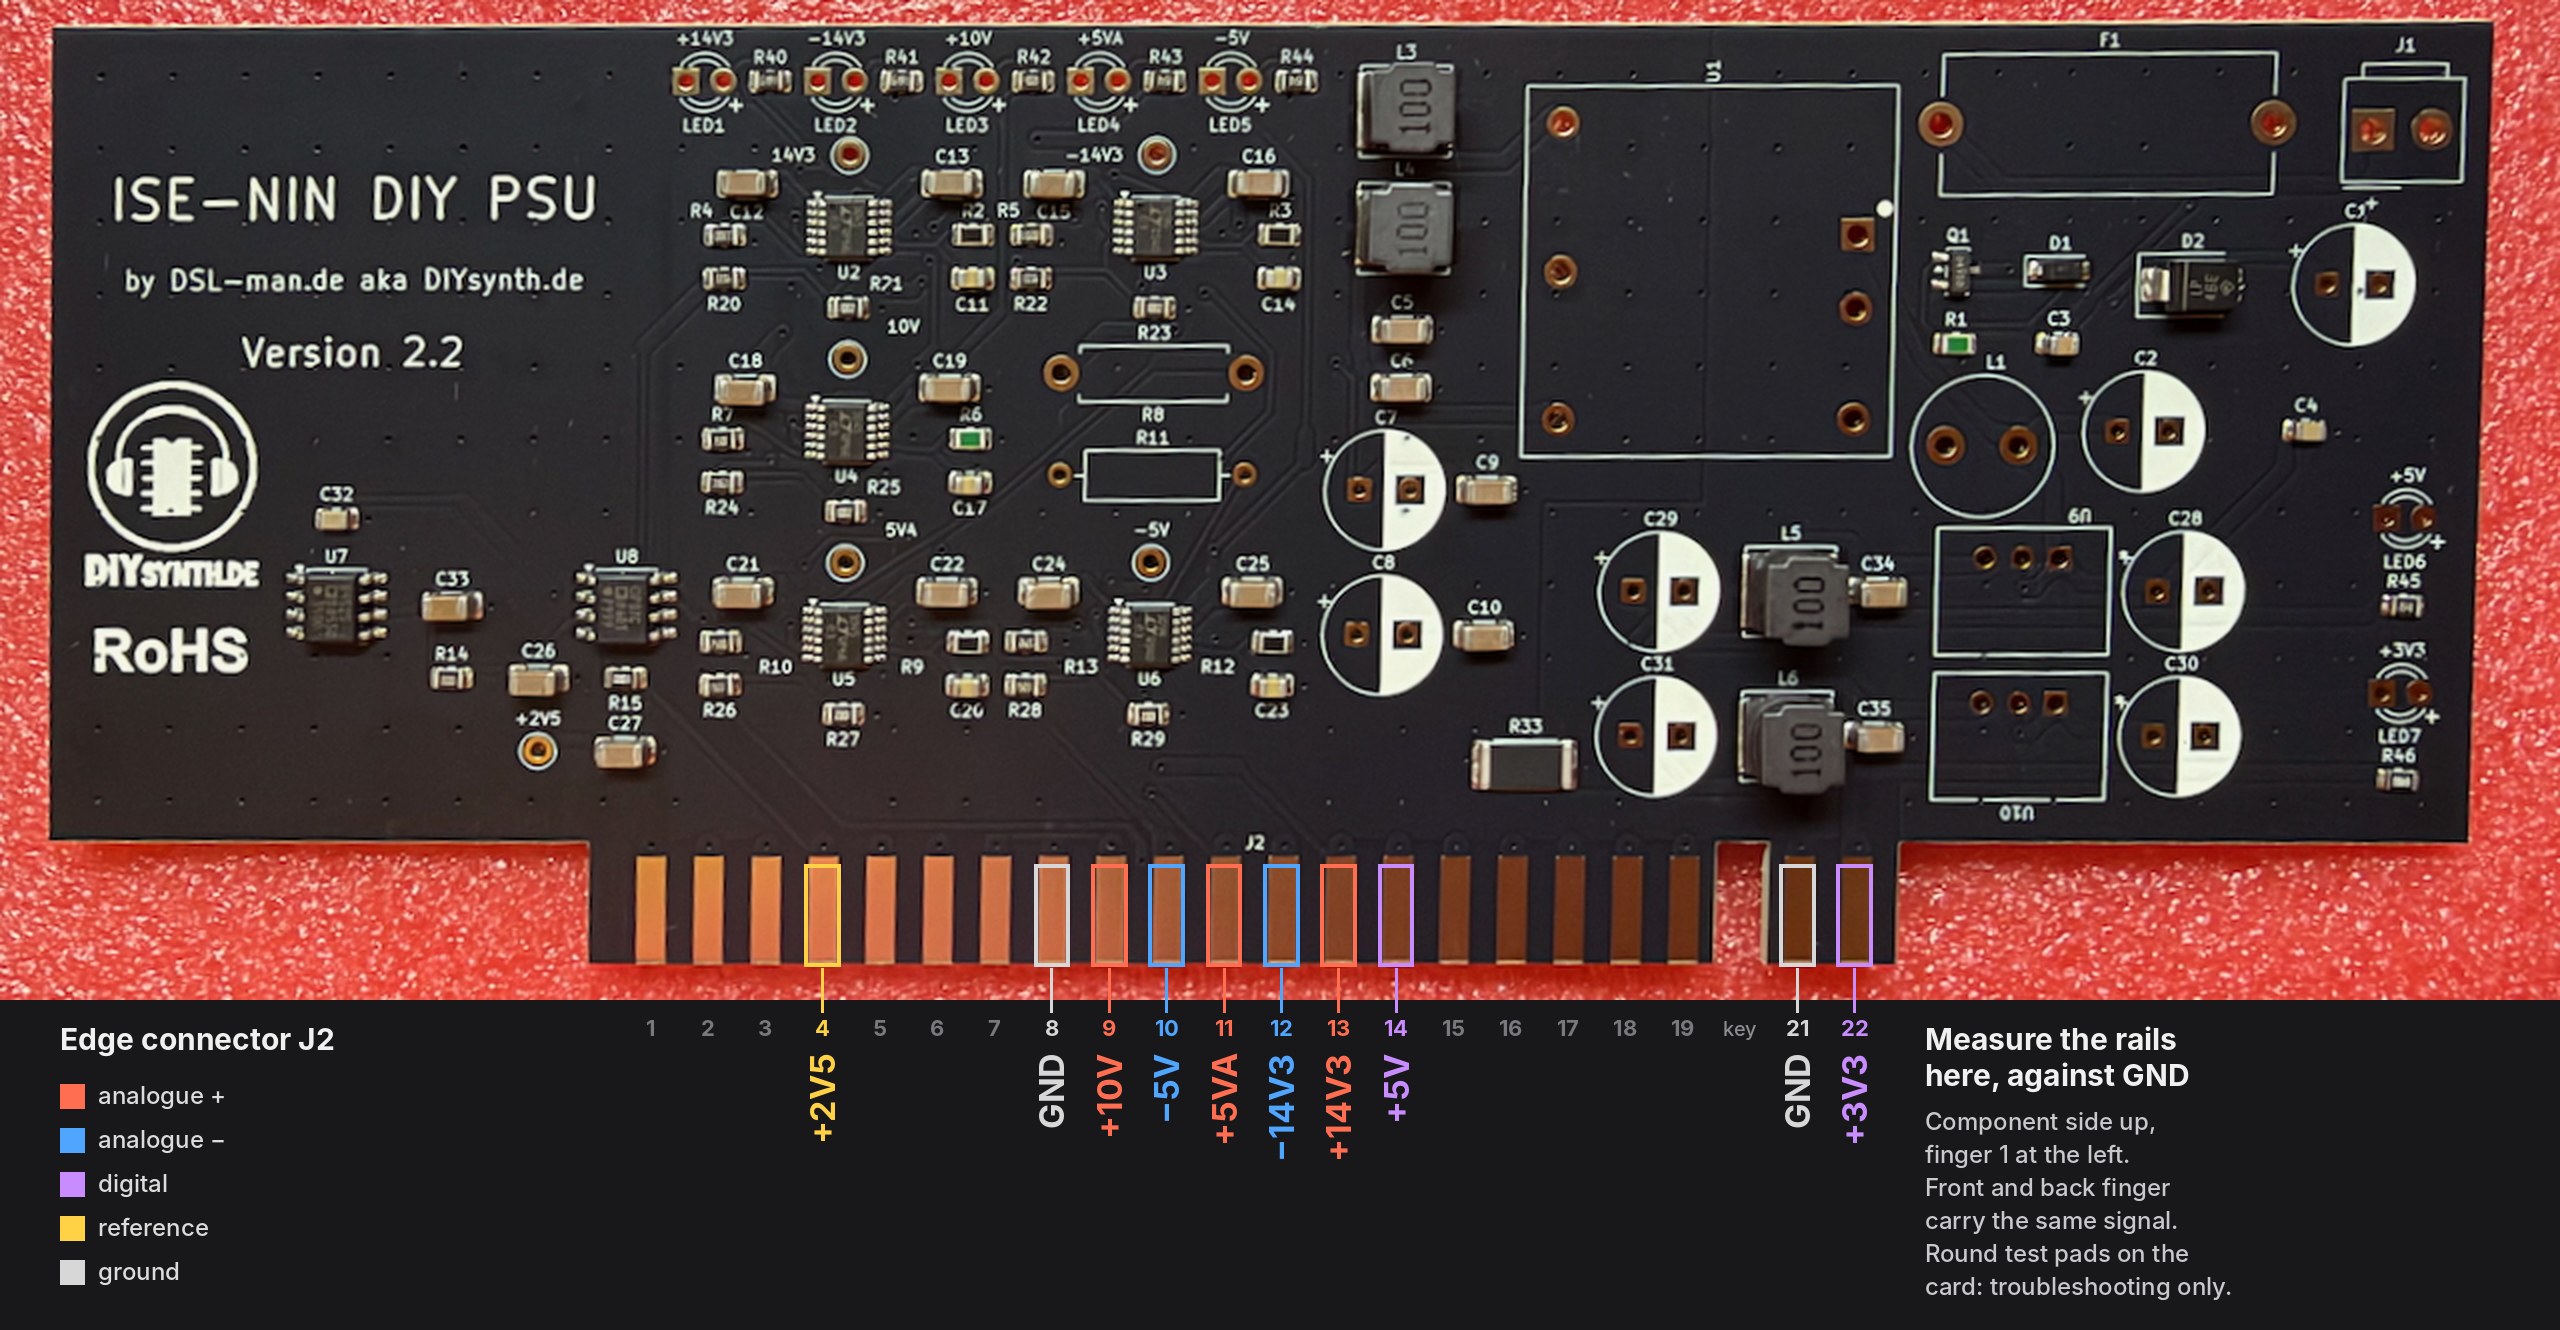 +14V3 -14V3 +10V +5VA -5V
R40 R41 R42 R43 R44
LED1 LED2 LED3 LED4 LED5
L3
100
L4
100
U1
F1
J1
14V3 -14V3
C13 C16
R4 C12 R2 R5 C15 R3
U2 R21 U3
R20 C11 R22 C14
10V
R23
ISE-NIN DIY PSU
by DSL-man.de aka DIYsynth.de
Version 2.2
DIYSYNTH.DE
RoHS
Q1 D1 D2 C1
R1 C3
L1 C2 C4
C5
C6
C7
C18 C19
R7 R6 R8
R11
U4 R25
R24 C17
5VA -5V
C9
C32
U7 U8
C33
C21 C22 C24 C25 C8
C10
R14 C26 R15
R10 U5 R9 R13 U6 R12
R26 C20 R28 C23
R27 R29
+2V5 C27
C29 L5 C34 U9 C28
100
C31 L6 C35 C30
100
R33
U10
+5V
LED6
R45
+3V3
LED7
R46
J2
1 2 3 4 5 6 7 8 9 10 11 12 13 14 15 16 17 18 19 key 21 22
+2V5 GND +10V −5V +5VA −14V3 +14V3 +5V GND +3V3
Edge connector J2
analogue +
analogue −
digital
reference
ground
Measure the rails
here, against GND
Component side up,
finger 1 at the left.
Front and back finger
carry the same signal.
Round test pads on the
card: troubleshooting only.